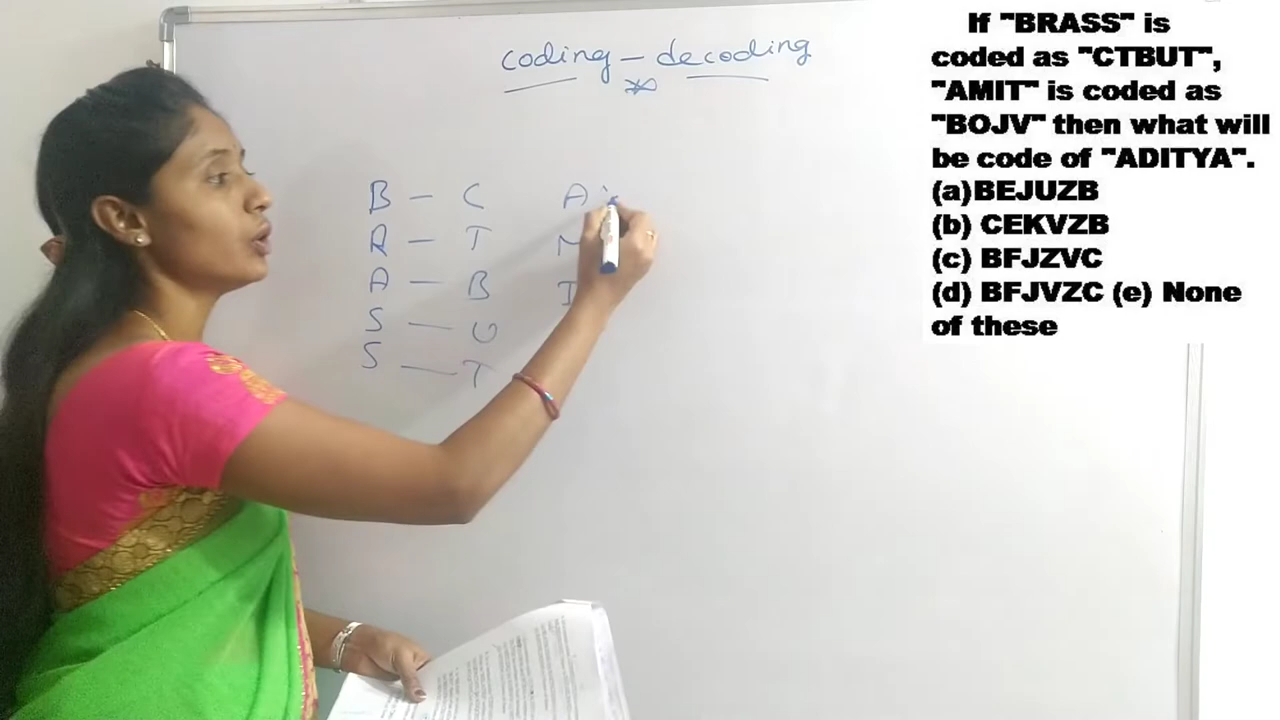 coding - decoding
B - C
R - T
A - B
S - U
S - T
A
M
I
If "BRASS" is
coded as "CTBUT",
"AMIT" is coded as
"BOJV" then what will
be code of "ADITYA".
(a)BEJUZB
(b) CEKVZB
(c) BFJZVC
(d) BFJVZC (e) None
of these